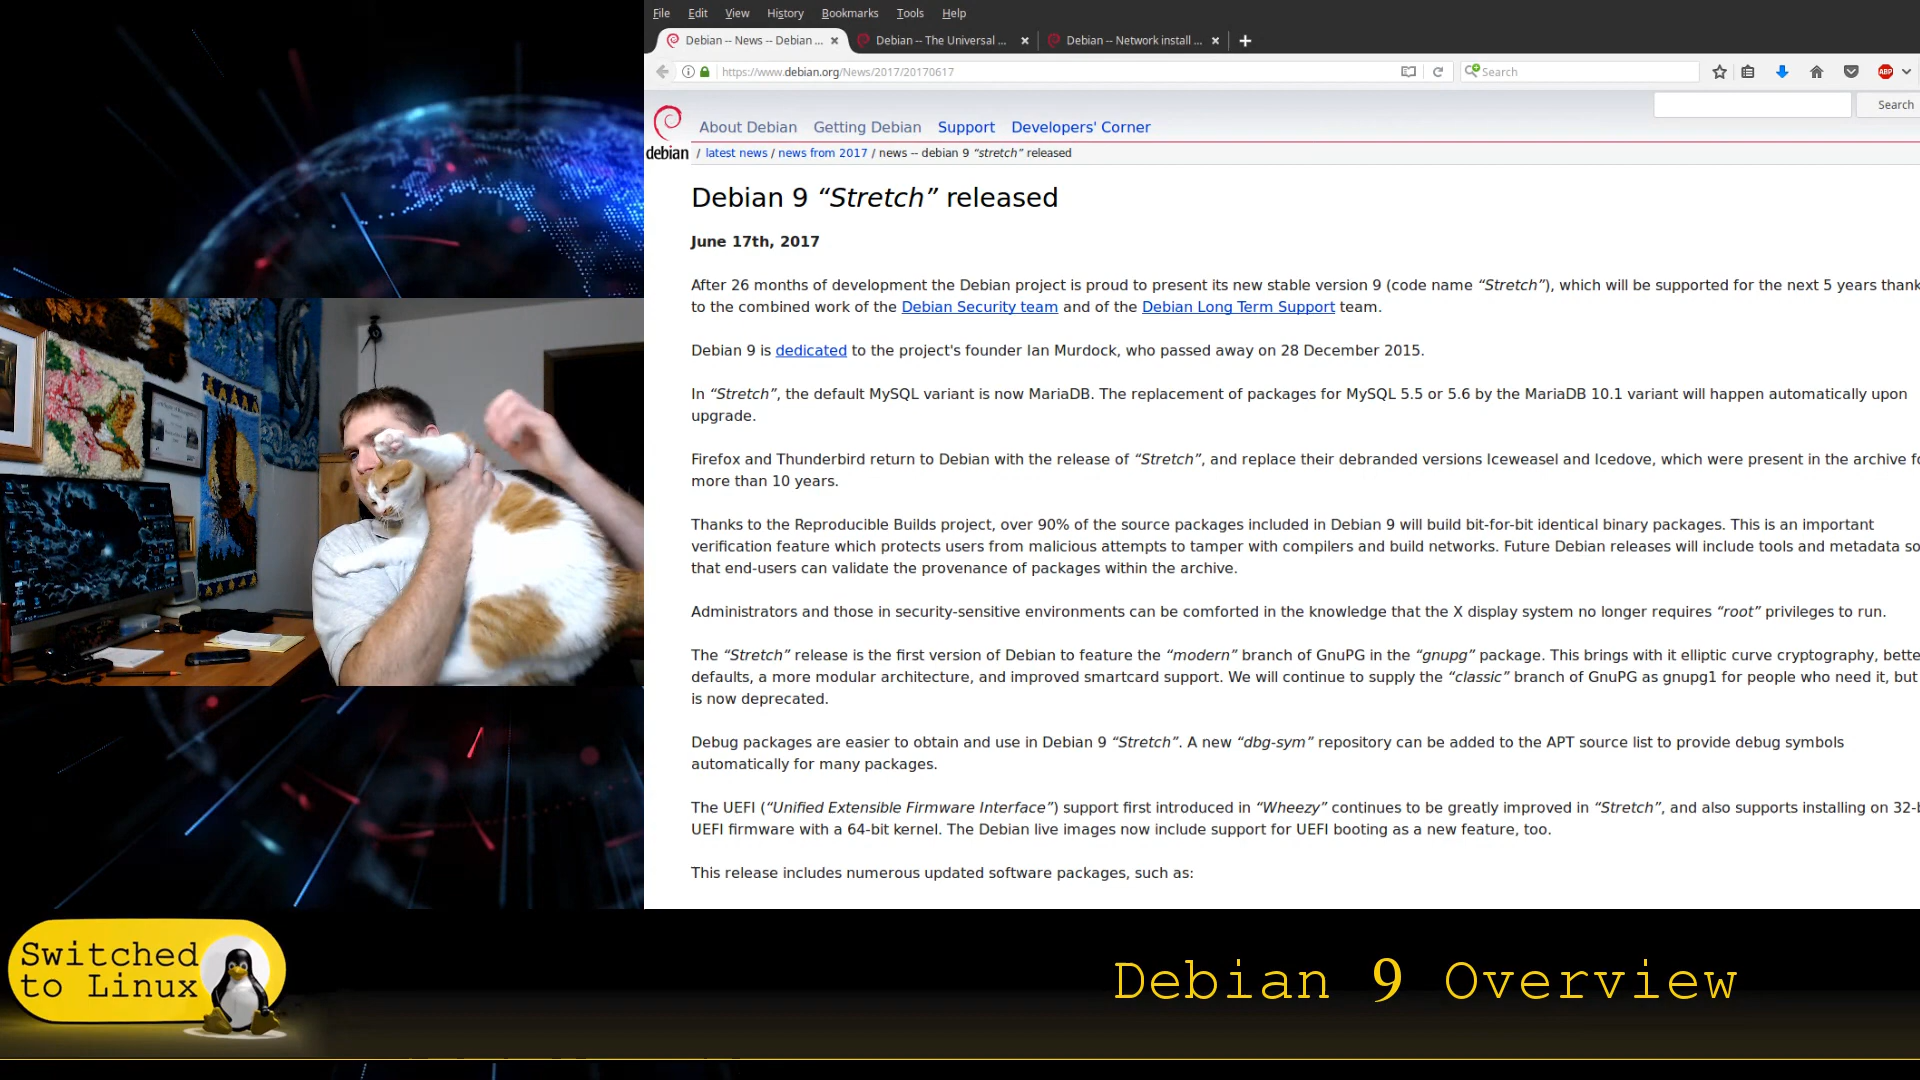 File Edit View History Bookmarks Tools Help
Debian -- News -- Debian ... Debian -- The Universal ... Debian -- Network install ...
https://www.debian.org/News/2017/20170617 Search ABP
Search
About Debian Getting Debian Support Developers' Corner
debian / latest news / news from 2017 / news -- debian 9 “stretch” released
Debian 9 “Stretch” released
June 17th, 2017
After 26 months of development the Debian project is proud to present its new stable version 9 (code name “Stretch”), which will be supported for the next 5 years thank
to the combined work of the Debian Security team and of the Debian Long Term Support team.
Debian 9 is dedicated to the project's founder Ian Murdock, who passed away on 28 December 2015.
In “Stretch”, the default MySQL variant is now MariaDB. The replacement of packages for MySQL 5.5 or 5.6 by the MariaDB 10.1 variant will happen automatically upon
upgrade.
Firefox and Thunderbird return to Debian with the release of “Stretch”, and replace their debranded versions Iceweasel and Icedove, which were present in the archive fo
more than 10 years.
Thanks to the Reproducible Builds project, over 90% of the source packages included in Debian 9 will build bit-for-bit identical binary packages. This is an important
verification feature which protects users from malicious attempts to tamper with compilers and build networks. Future Debian releases will include tools and metadata so
that end-users can validate the provenance of packages within the archive.
Administrators and those in security-sensitive environments can be comforted in the knowledge that the X display system no longer requires “root” privileges to run.
The “Stretch” release is the first version of Debian to feature the “modern” branch of GnuPG in the “gnupg” package. This brings with it elliptic curve cryptography, bette
defaults, a more modular architecture, and improved smartcard support. We will continue to supply the “classic” branch of GnuPG as gnupg1 for people who need it, but
is now deprecated.
Debug packages are easier to obtain and use in Debian 9 “Stretch”. A new “dbg-sym” repository can be added to the APT source list to provide debug symbols
automatically for many packages.
The UEFI (“Unified Extensible Firmware Interface”) support first introduced in “Wheezy” continues to be greatly improved in “Stretch”, and also supports installing on 32-b
UEFI firmware with a 64-bit kernel. The Debian live images now include support for UEFI booting as a new feature, too.
This release includes numerous updated software packages, such as:
Switched
to Linux
Debian 9 Overview